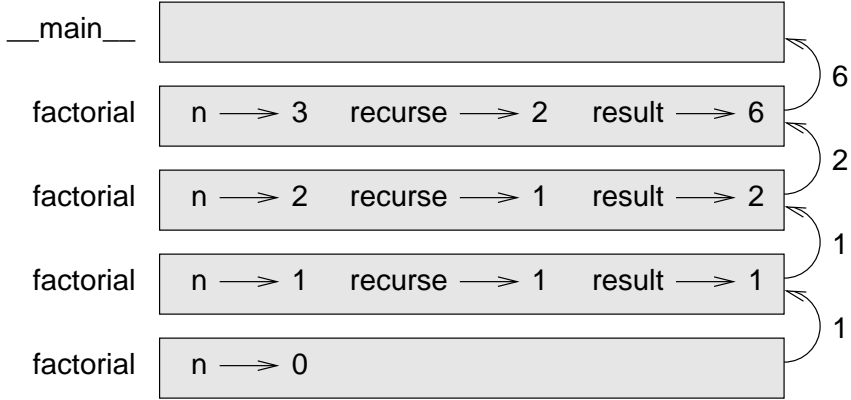 __main__
6
factorial n 3 recurse 2 result 6
2
factorial n 2 recurse 1 result 2
1
factorial n 1 recurse 1 result 1
1
factorial n 0